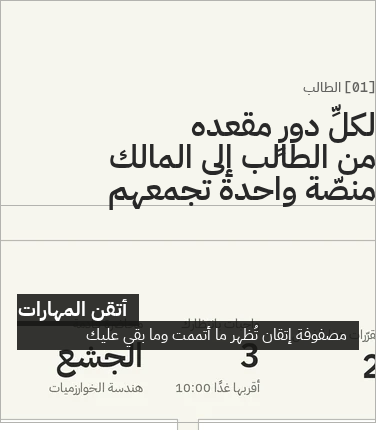 [01] الطالب
لكلِّ دورٍ مقعده
من الطالب إلى المالك
منصّة واحدة تجمعهم
أتقن المهارات
مصفوفة إتقان تُظهر ما أتممت وما بقي عليك
2
3
الجشع
أقربها غدًا 10:00
هندسة الخوارزميات